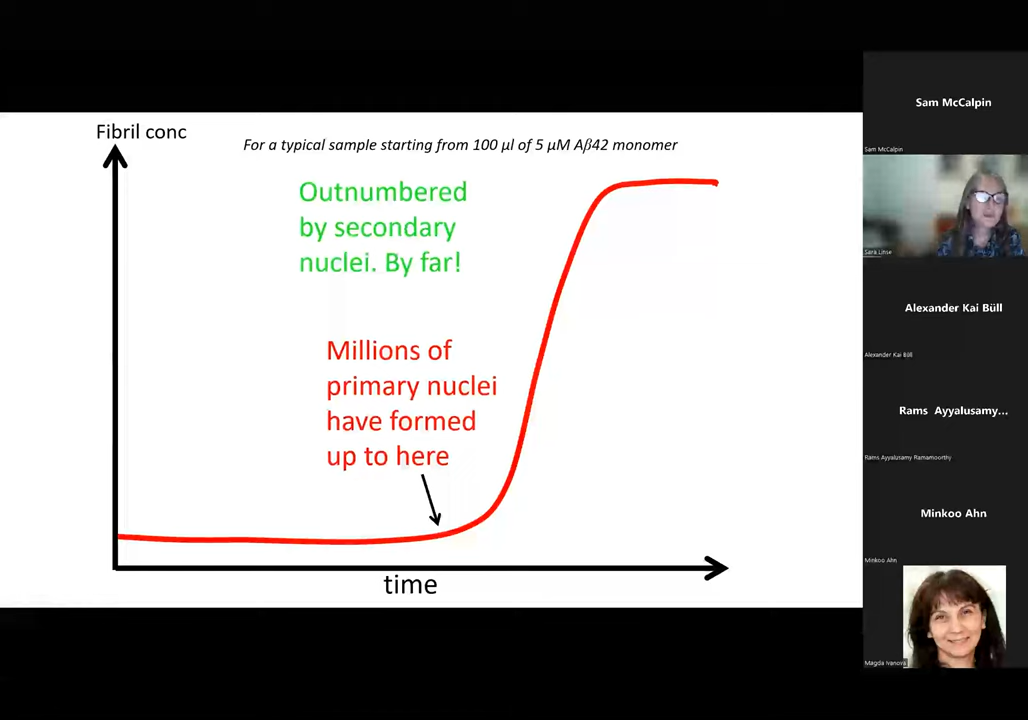 Fibril conc
For a typical sample starting from 100 µl of 5 µM Aβ42 monomer
Outnumbered
by secondary
nuclei. By far!
Millions of
primary nuclei
have formed
up to here
time
Sam McCalpin
Sam McCalpin
Sara Linse
Alexander Kai Büll
Alexander Kai Büll
Rams Ayyalusamy...
Rams Ayyalusamy Ramamoorthy
Minkoo Ahn
Minkoo Ahn
Magda Ivanova